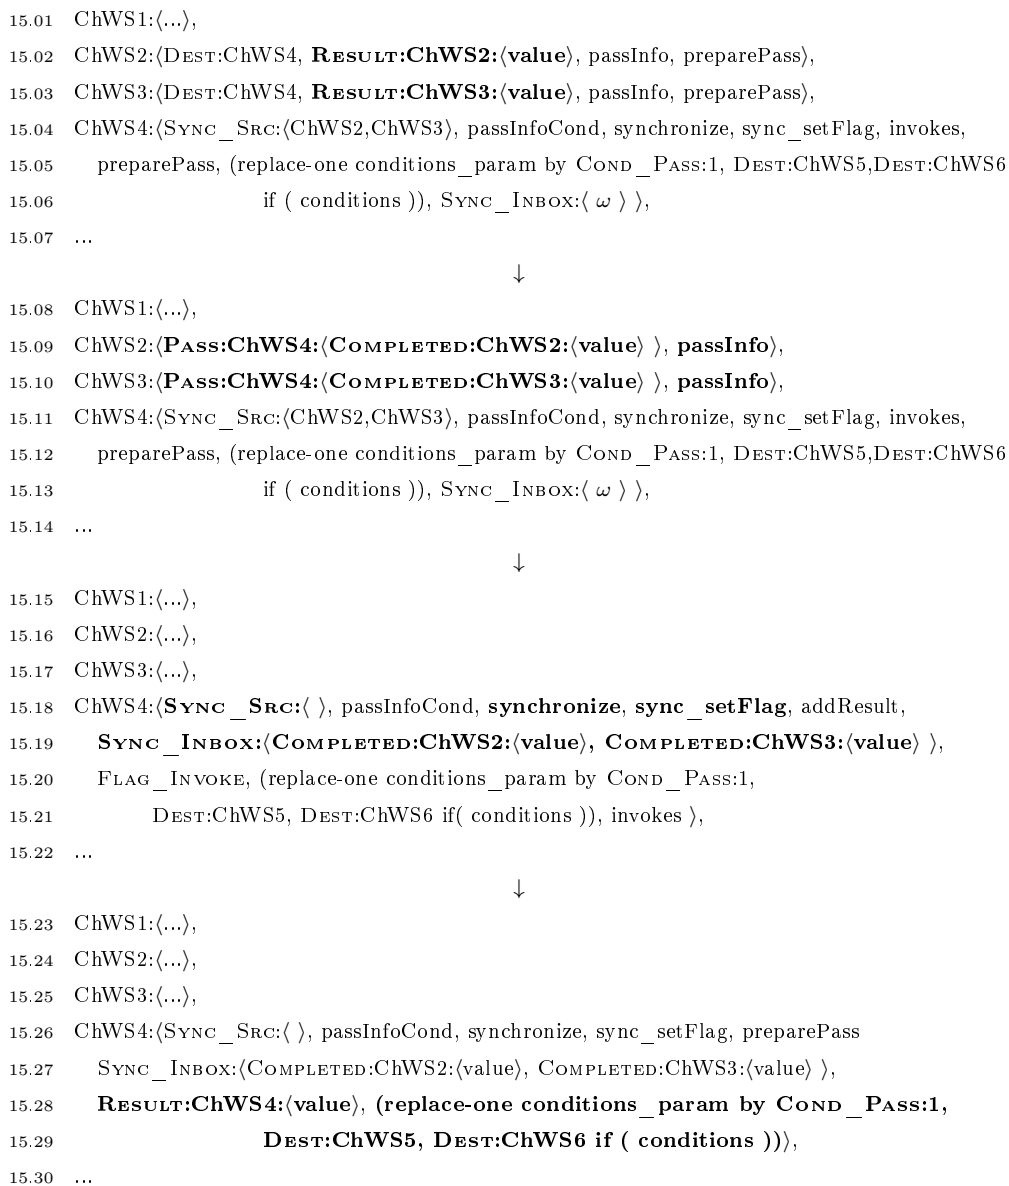 15.01 ChWS1:⟨...⟩,
15.02 ChWS2:⟨Dest:ChWS4, Result:ChWS2:⟨value⟩, passInfo, preparePass⟩,
15.03 ChWS3:⟨Dest:ChWS4, Result:ChWS3:⟨value⟩, passInfo, preparePass⟩,
15.04 ChWS4:⟨Sync_Src:⟨ChWS2,ChWS3⟩, passInfoCond, synchronize, sync_setFlag, invokes,
15.05 preparePass, (replace-one conditions_param by Cond_Pass:1, Dest:ChWS5,Dest:ChWS6
15.06 if ( conditions )), Sync_Inbox:⟨ ω ⟩ ⟩,
15.07 ...
↓
15.08 ChWS1:⟨...⟩,
15.09 ChWS2:⟨Pass:ChWS4:⟨Completed:ChWS2:⟨value⟩ ⟩, passInfo⟩,
15.10 ChWS3:⟨Pass:ChWS4:⟨Completed:ChWS3:⟨value⟩ ⟩, passInfo⟩,
15.11 ChWS4:⟨Sync_Src:⟨ChWS2,ChWS3⟩, passInfoCond, synchronize, sync_setFlag, invokes,
15.12 preparePass, (replace-one conditions_param by Cond_Pass:1, Dest:ChWS5,Dest:ChWS6
15.13 if ( conditions )), Sync_Inbox:⟨ ω ⟩ ⟩,
15.14 ...
↓
15.15 ChWS1:⟨...⟩,
15.16 ChWS2:⟨...⟩,
15.17 ChWS3:⟨...⟩,
15.18 ChWS4:⟨Sync_Src:⟨ ⟩, passInfoCond, synchronize, sync_setFlag, addResult,
15.19 Sync_Inbox:⟨Completed:ChWS2:⟨value⟩, Completed:ChWS3:⟨value⟩ ⟩,
15.20 Flag_Invoke, (replace-one conditions_param by Cond_Pass:1,
15.21 Dest:ChWS5, Dest:ChWS6 if( conditions )), invokes ⟩,
15.22 ...
↓
15.23 ChWS1:⟨...⟩,
15.24 ChWS2:⟨...⟩,
15.25 ChWS3:⟨...⟩,
15.26 ChWS4:⟨Sync_Src:⟨ ⟩, passInfoCond, synchronize, sync_setFlag, preparePass
15.27 Sync_Inbox:⟨Completed:ChWS2:⟨value⟩, Completed:ChWS3:⟨value⟩ ⟩,
15.28 Result:ChWS4:⟨value⟩, (replace-one conditions_param by Cond_Pass:1,
15.29 Dest:ChWS5, Dest:ChWS6 if ( conditions ))⟩,
15.30 ...